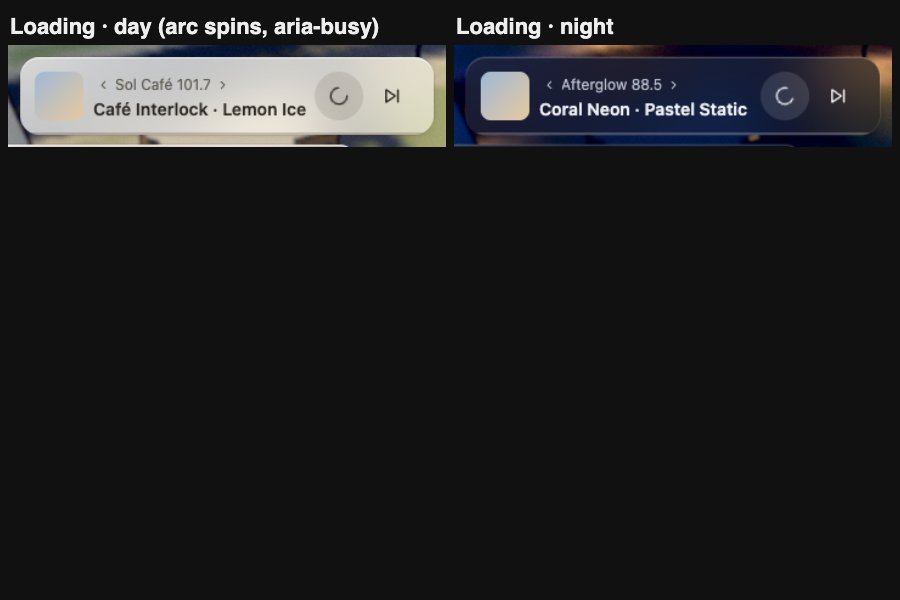 Loading · day (arc spins, aria-busy)
‹ Sol Café 101.7 ›
Café Interlock · Lemon Ice
Loading · night
‹ Afterglow 88.5 ›
Coral Neon · Pastel Static